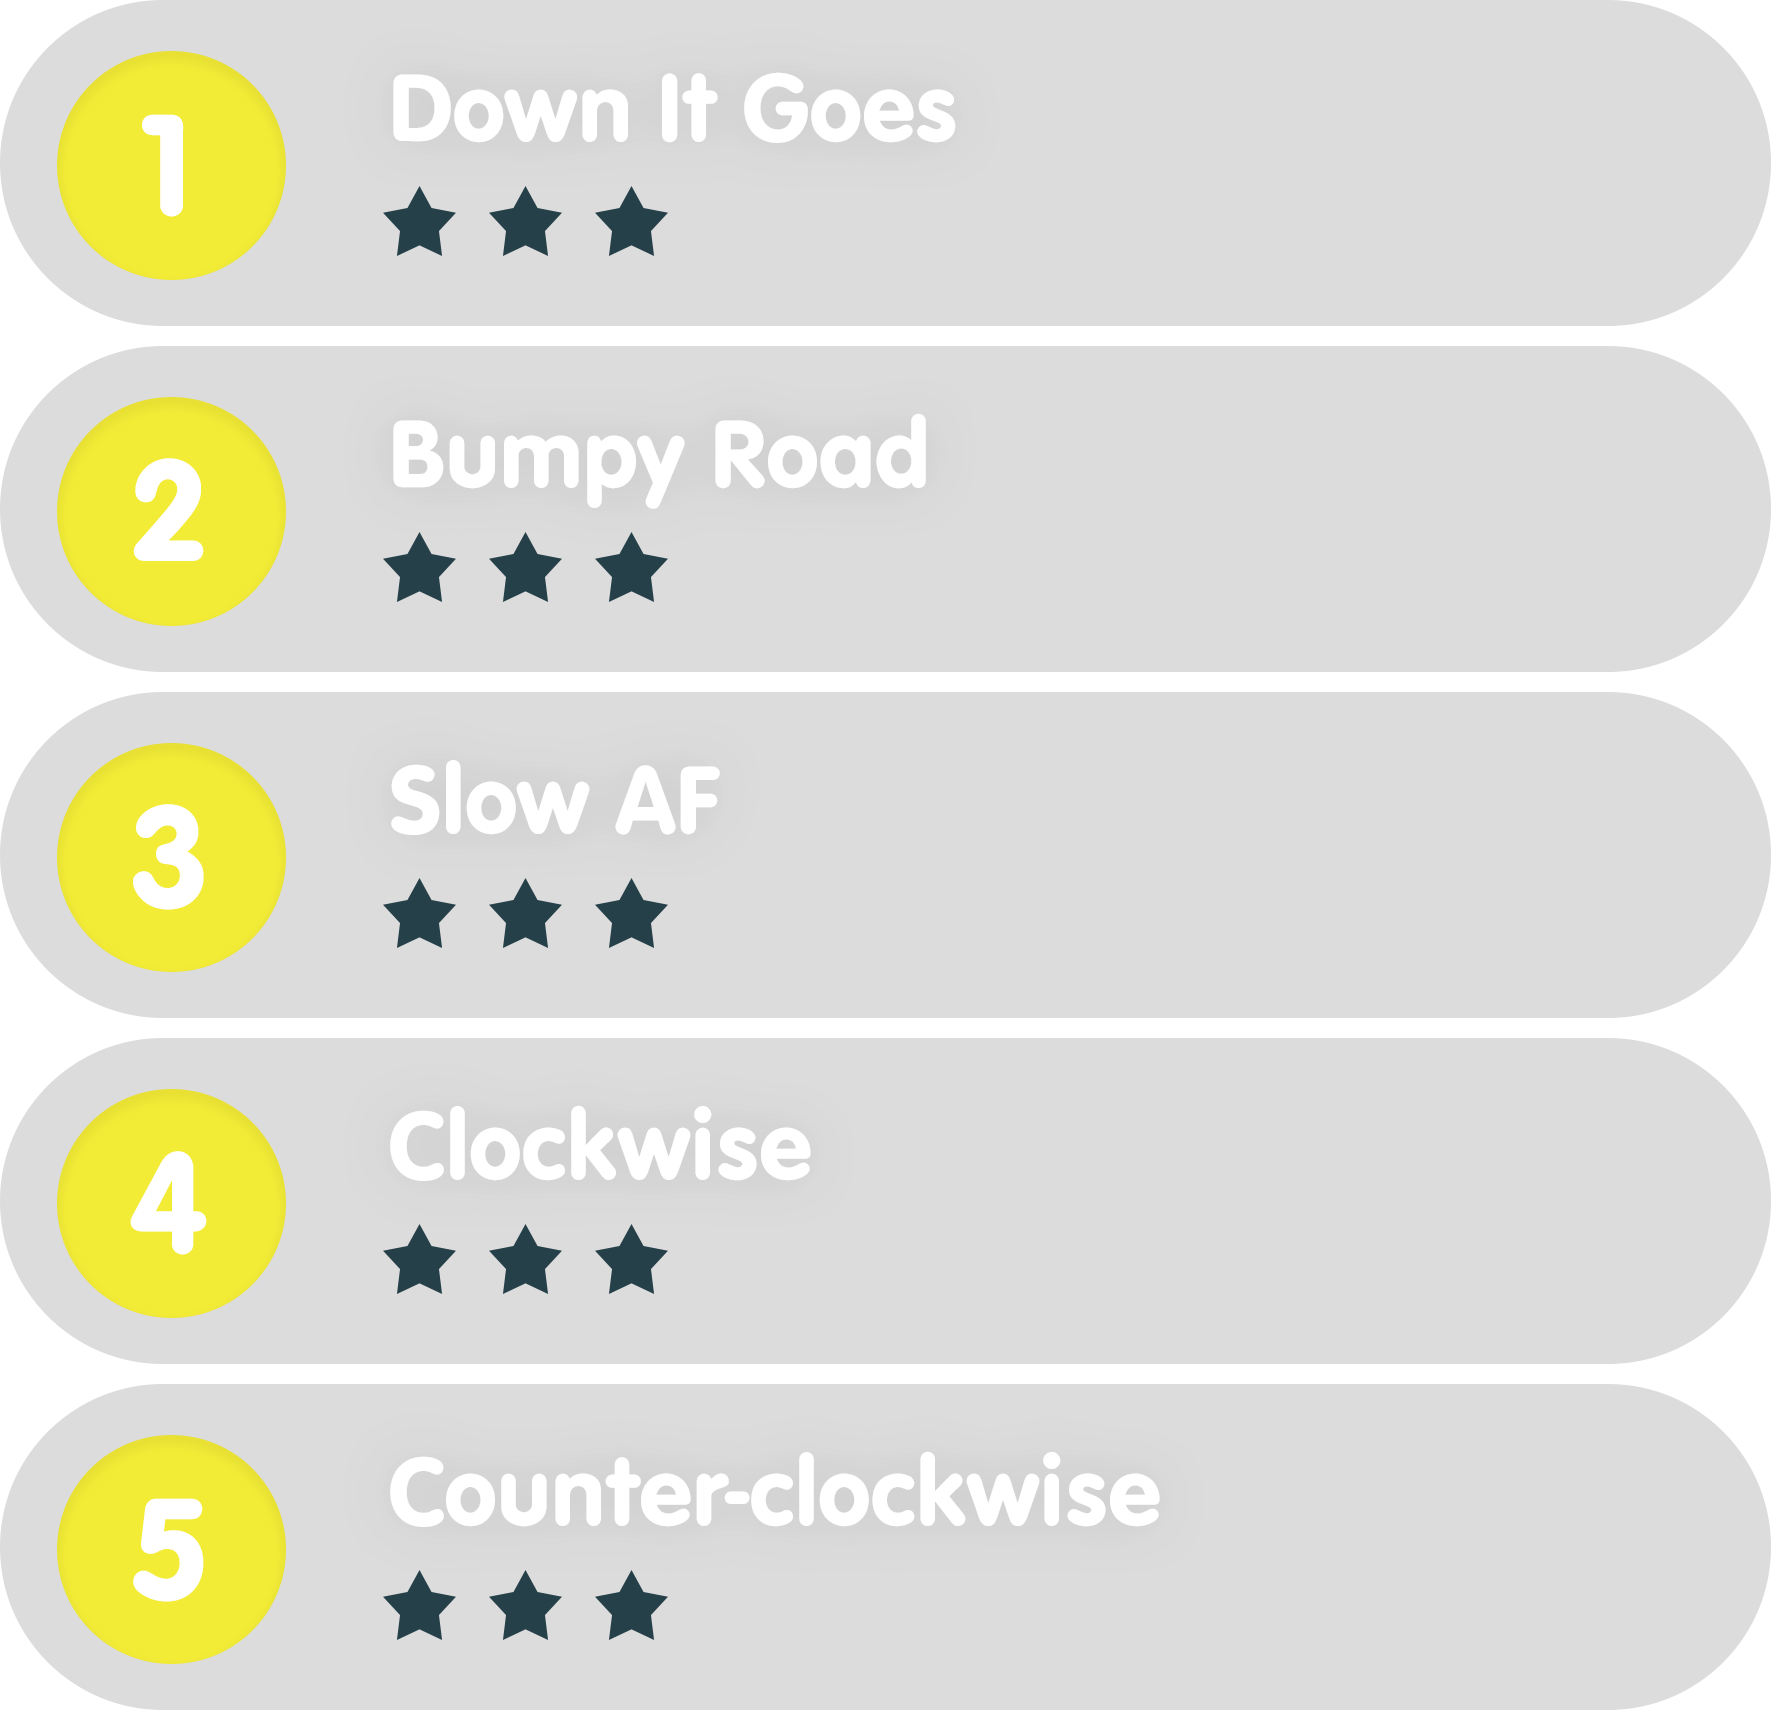 1
Down It Goes
2
Bumpy Road
3
Slow AF
4
Clockwise
5
Counter-clockwise